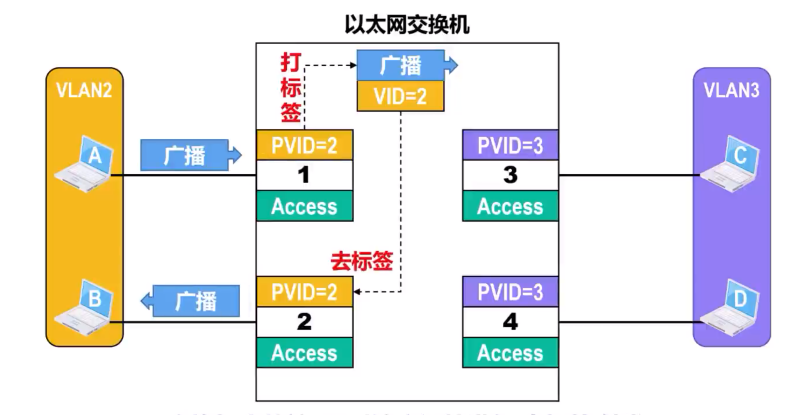 以太网交换机
VLAN2
A
B
广播
广播
打标签
广播
VID=2
PVID=2
1
Access
去标签
PVID=2
2
Access
PVID=3
3
Access
PVID=3
4
Access
VLAN3
C
D